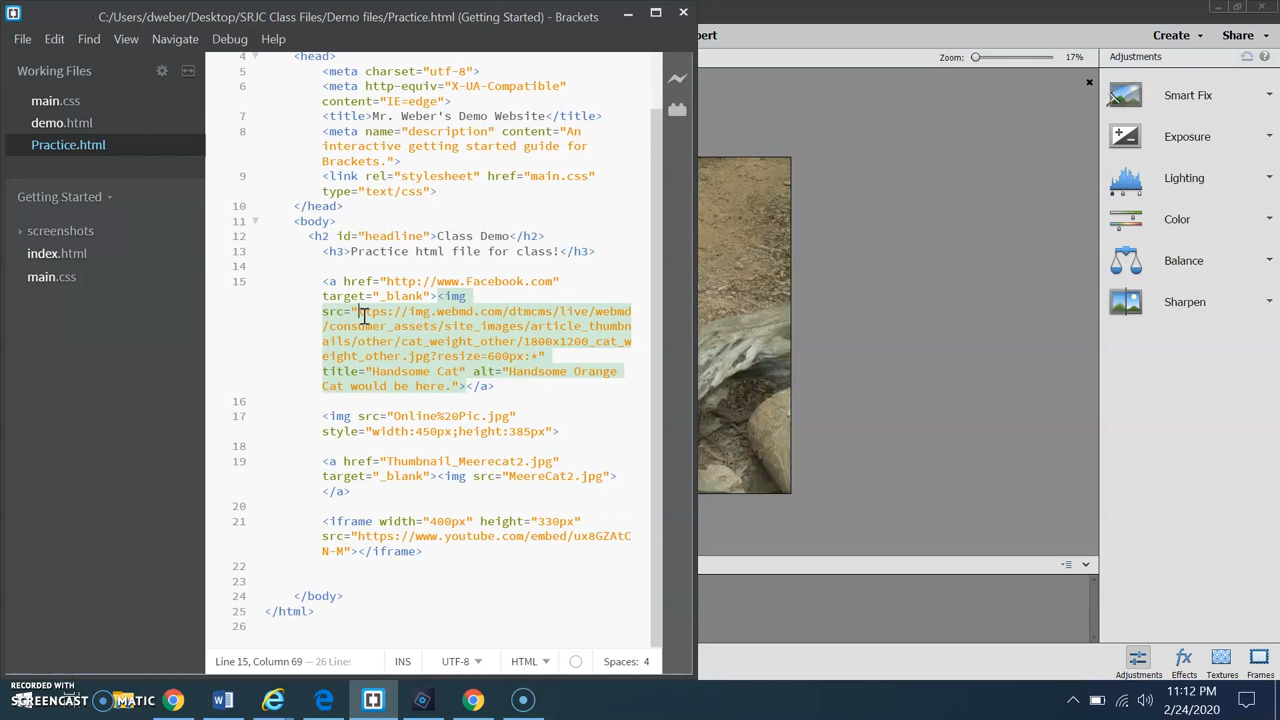 C:/Users/dweber/Desktop/SRJC Class Files/Demo files/Practice.html (Getting Started) - Brackets
File Edit Find View Navigate Debug Help
Working Files
main.css
demo.html
Practice.html
Getting Started
screenshots
index.html
main.css
4 <head>
5 <meta charset="utf-8">
6 <meta http-equiv="X-UA-Compatible"
content="IE=edge">
7 <title>Mr. Weber's Demo Website</title>
8 <meta name="description" content="An
interactive getting started guide for
Brackets.">
9 <link rel="stylesheet" href="main.css"
type="text/css">
10 </head>
11 <body>
12 <h2 id="headline">Class Demo</h2>
13 <h3>Practice html file for class!</h3>
14
15 <a href="http://www.Facebook.com"
target="_blank"><img
src="https://img.webmd.com/dtmcms/live/webmd
/consumer_assets/site_images/article_thumbn
ails/other/cat_weight_other/1800x1200_cat_w
eight_other.jpg?resize=600px:*"
title="Handsome Cat" alt="Handsome Orange
Cat would be here."></a>
16
17 <img src="Online%20Pic.jpg"
style="width:450px;height:385px">
18
19 <a href="Thumbnail_Meerecat2.jpg"
target="_blank"><img src="MeereCat2.jpg">
</a>
20
21 <iframe width="400px" height="330px"
src="https://www.youtube.com/embed/ux8GZAtC
N-M"></iframe>
22
23
24 </body>
25 </html>
26
Line 15, Column 69 — 26 Lines
INS UTF-8 HTML Spaces: 4
pert
Create Share
Zoom: 17%
Adjustments
Smart Fix
Exposure
Lighting
Color
Balance
Sharpen
Adjustments Effects Textures Frames
RECORDED WITH
SCREENCAST MATIC
11:12 PM
2/24/2020